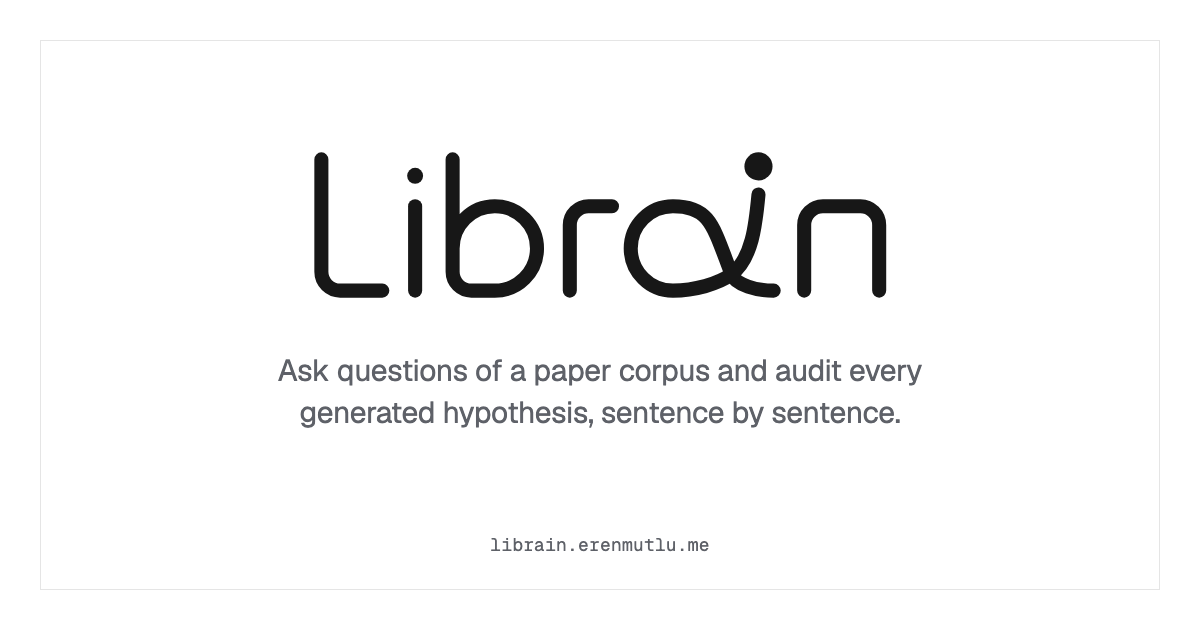 Librain
Ask questions of a paper corpus and audit every
generated hypothesis, sentence by sentence.
librain.erenmutlu.me